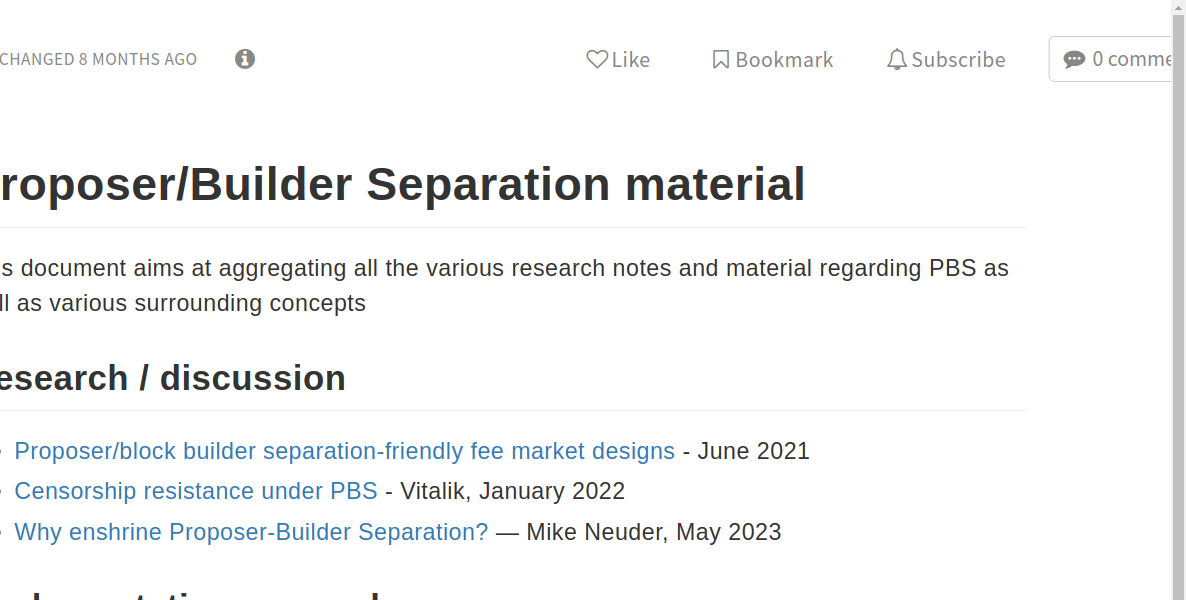 CHANGED 8 MONTHS AGO
Like
Bookmark
Subscribe
0 comme
roposer/Builder Separation material
s document aims at aggregating all the various research notes and material regarding PBS as
ll as various surrounding concepts
esearch / discussion
Proposer/block builder separation-friendly fee market designs - June 2021
Censorship resistance under PBS - Vitalik, January 2022
Why enshrine Proposer-Builder Separation? — Mike Neuder, May 2023